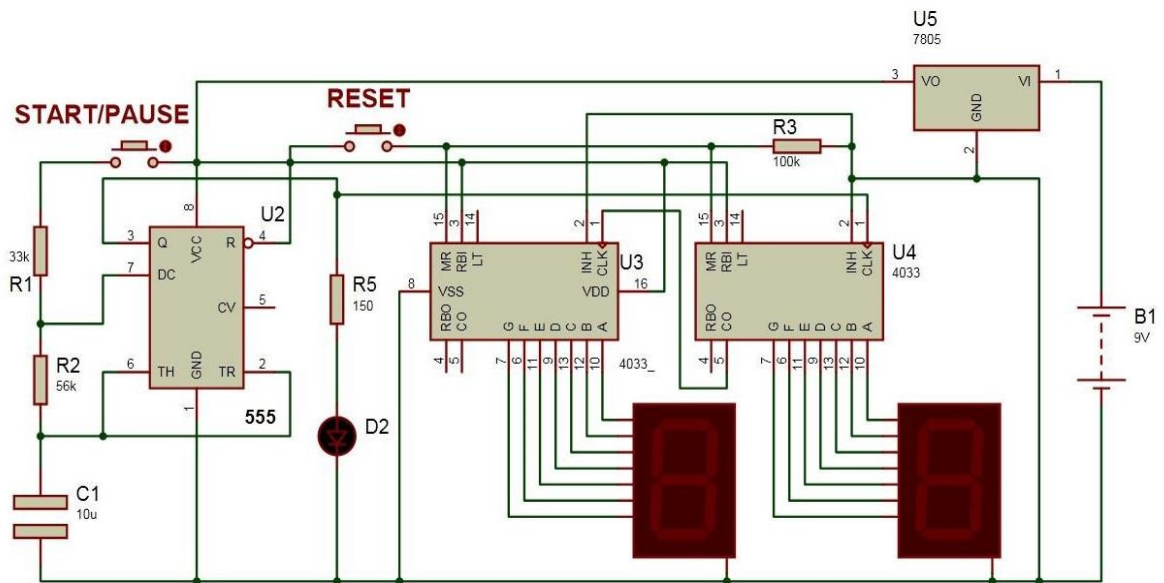 U5
7805
3 VO VI 1
GND
2
START/PAUSE
RESET
R3
100k
8
U2
3 Q VCC R 4
7 DC
CV 5
6 TH GND TR 2
1
555
33k
R1
R2
56k
C1
10u
R5
150
D2
15 3 14 2 1
MR RBI LT INH CLK
U3
8 VSS VDD 16
RBO CO G F E D C B A
4 5 7 6 11 9 13 12 10
4033_
15 3 14 2 1
MR RBI LT INH CLK
U4
4033
RBO CO G F E D C B A
4 5 7 6 11 9 13 12 10
B1
9V